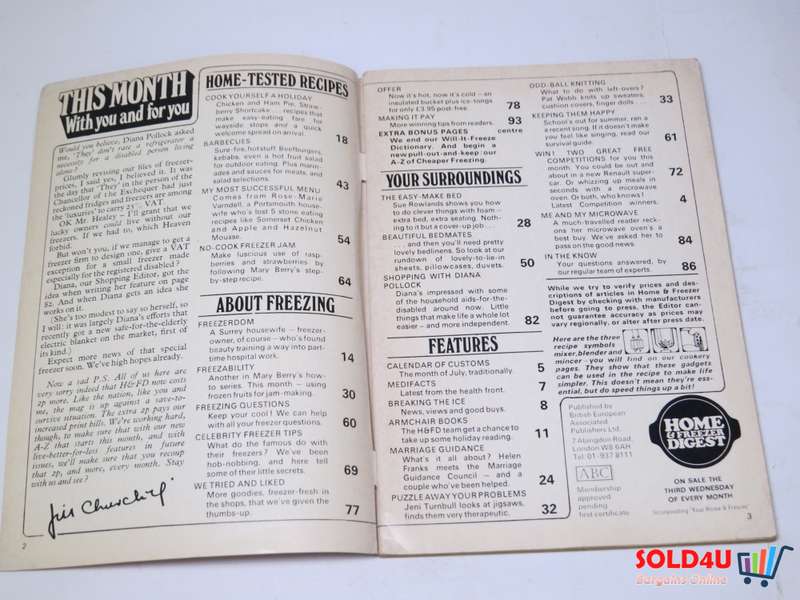 THIS MONTH
With you and for you
Would you believe, Diana Pollock asked
me, 'They' don't rate a refrigerator a
necessity for a disabled person living
alone?
Glumly revising our files of freezer-
prices, I said yes, I believed it. It was
the day that 'They' in the person of the
Chancellor of the Exchequer had just
reckoned fridges and freezers are among
the 'luxuries' to carry 25% VAT.
OK Mr. Healey – I'll grant that we
lucky owners could live without our
freezers. If we had to, which Heaven
forbid.
But won't you, if we manage to get a
freezer firm to design one, give a VAT
exception for a small freezer made
especially for the registered disabled?
Diana, our Shopping Editor, got the
idea when writing her feature on page
82. And when Diana gets an idea she
works on it!
(She's too modest to say so herself, so
I will: it was largely Diana's efforts that
recently got a new safe-for-the-elderly
electric blanket on the market, first of
its kind.)
Expect more news of that special
freezer soon. We've high hopes already.
Now a sad P.S. All of us here are
very sorry indeed that H&FD now costs
2p more. Like the nation, like you and
me, the mag is up against a save-to-
survive situation. The extra 2p pays our
increased print bills. We're working hard,
though, to make sure that with our new
A-Z that starts this month, and with
live-better-for-less features in future
issues, we'll make sure that you recoup
that 2p, and more, every month. Stay
with us and see?
Jill Churchill
2
HOME-TESTED RECIPES
COOK YOURSELF A HOLIDAY
Chicken and Ham Pie, Straw-
berry Shortcake . . . recipes that
make easy-eating fare for
wayside stops and a quick
welcome spread on arrival. 18
BARBECUES
Sure-fire, hotstuff Beefburgers,
kebabs, even a hot fruit salad
for outdoor eating. Plus marin-
ades and sauces for meats, and
salad selections. 43
MY MOST SUCCESSFUL MENU
Comes from Rose-Marie
Varndell, a Portsmouth house-
wife who's lost 5 stone eating
recipes like Somerset Chicken
and Apple and Hazelnut
Mousse. 54
NO-COOK FREEZER JAM
Make luscious use of rasp-
berries and strawberries by
following Mary Berry's step-
by-step recipe. 64
ABOUT FREEZING
FREEZERDOM
A Surrey housewife – freezer-
owner, of course – who's found
beauty training a way into part-
time hospital work. 14
FREEZABILITY
Another in Mary Berry's how-
to series. This month – using
frozen fruits for jam-making. 30
FREEZING QUESTIONS
Keep your cool! We can help
with all your freezer questions. 60
CELEBRITY FREEZER TIPS
What do the famous do with
their freezers? We've been
hob-nobbing, and here tell
some of their little secrets. 69
WE TRIED AND LIKED
More goodies, freezer-fresh in
the shops, that we've given the
thumbs-up. 77
OFFER
Now it's hot, now it's cold – an
insulated bucket plus ice-tongs
for only £3.95 post-free. 78
MAKING IT PAY
More winning tips from readers. 93
EXTRA BONUS PAGES centre
We end our Will-It-Freeze
Dictionary. And begin a
new pull-out-and-keep: our
A-Z of Cheaper Freezing.
YOUR SURROUNDINGS
THE EASY-MAKE BED
Sue Rowlands shows you how
to do clever things with foam –
extra bed, extra seating. Noth-
ing to it but a cover-up job . . . 28
BEAUTIFUL BEDMATES
. . . and then you'll need pretty
lovely bedliness. So look at our
rundown of lovely-to-lie-in
sheets, pillowcases, duvets. 50
SHOPPING WITH DIANA
POLLOCK
Diana's impressed with some
of the household aids-for-the-
disabled around now. Little
things that make life a whole lot
easier – and more independent. 82
FEATURES
CALENDAR OF CUSTOMS 5
The month of July, traditionally.
MEDIFACTS 7
Latest from the health front.
BREAKING THE ICE 8
News, views and good buys.
ARMCHAIR BOOKS
The H&FD team get a chance to
take up some holiday reading. 11
MARRIAGE GUIDANCE
What's it all about? Helen
Franks meets the Marriage
Guidance Council – and a
couple who've been helped. 24
PUZZLE AWAY YOUR PROBLEMS
Jeni Turnbull looks at jigsaws,
finds them very therapeutic. 32
ODD-BALL KNITTING
What to do with left-overs?
Pat Webb knits up sweaters,
cushion covers, finger dolls . . . 33
KEEPING THEM HAPPY
School's out for summer, ran a
recent song. If it doesn't make
you feel like singing, read our
survival guide. 61
WIN! TWO GREAT FREE
COMPETITIONS for you this
month. You could be out and
about in a new Renault super-
car. Or whizzing up meals in
seconds with a microwave
oven. Or both, who knows! 72
Latest Competition winners. 4
ME AND MY MICROWAVE
A much-travelled reader reck-
ons her microwave oven's a
best buy. We've asked her to
pass on the good news. 84
IN THE KNOW
Your questions answered, by
our regular team of experts. 86
While we try to verify prices and des-
criptions of articles in Home & Freezer
Digest by checking with manufacturers
before going to press, the Editor can-
not guarantee accuracy as prices may
vary regionally, or alter after press date.
Here are the three
recipe symbols –
mixer, blender and
mincer – you will find on our cookery
pages. They show that these gadgets
can be used in the recipe to make life
simpler. This doesn't mean they're ess-
ential, but do speed things up a bit!
Published by
British European
Associated
Publishers Ltd,
7 Abingdon Road,
London W8 6AH
Tel: 01-937 8111
ABC
Membership
approved
pending
first certificate
HOME
& FREEZER
DIGEST
ON SALE THE
THIRD WEDNESDAY
OF EVERY MONTH
Incorporating 'Your Home & Freezer'
3
SOLD4U
Bargains Online